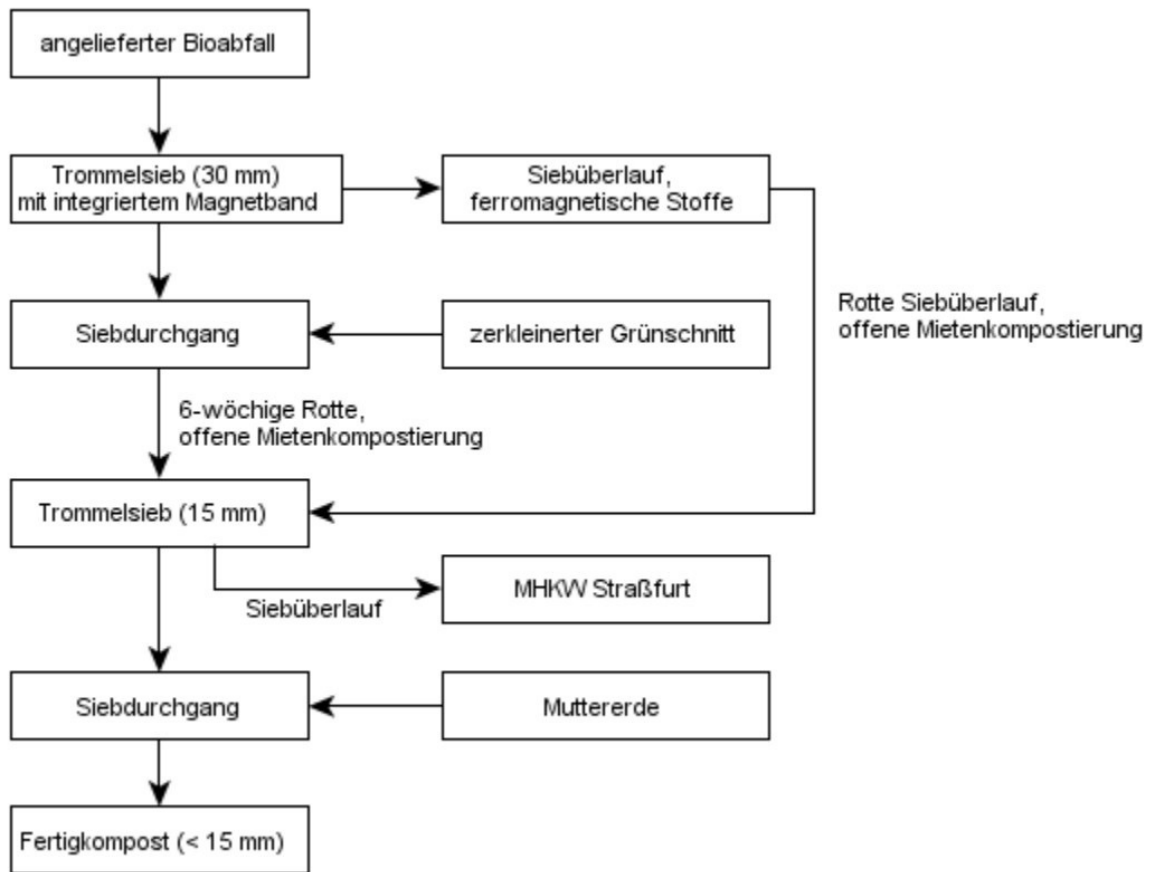 angelieferter Bioabfall
Trommelsieb (30 mm)
mit integriertem Magnetband
Siebüberlauf,
ferromagnetische Stoffe
Siebdurchgang
zerkleinerter Grünschnitt
Rotte Siebüberlauf,
offene Mietenkompostierung
6-wöchige Rotte,
offene Mietenkompostierung
Trommelsieb (15 mm)
MHKW Straßfurt
Siebüberlauf
Siebdurchgang
Muttererde
Fertigkompost (< 15 mm)